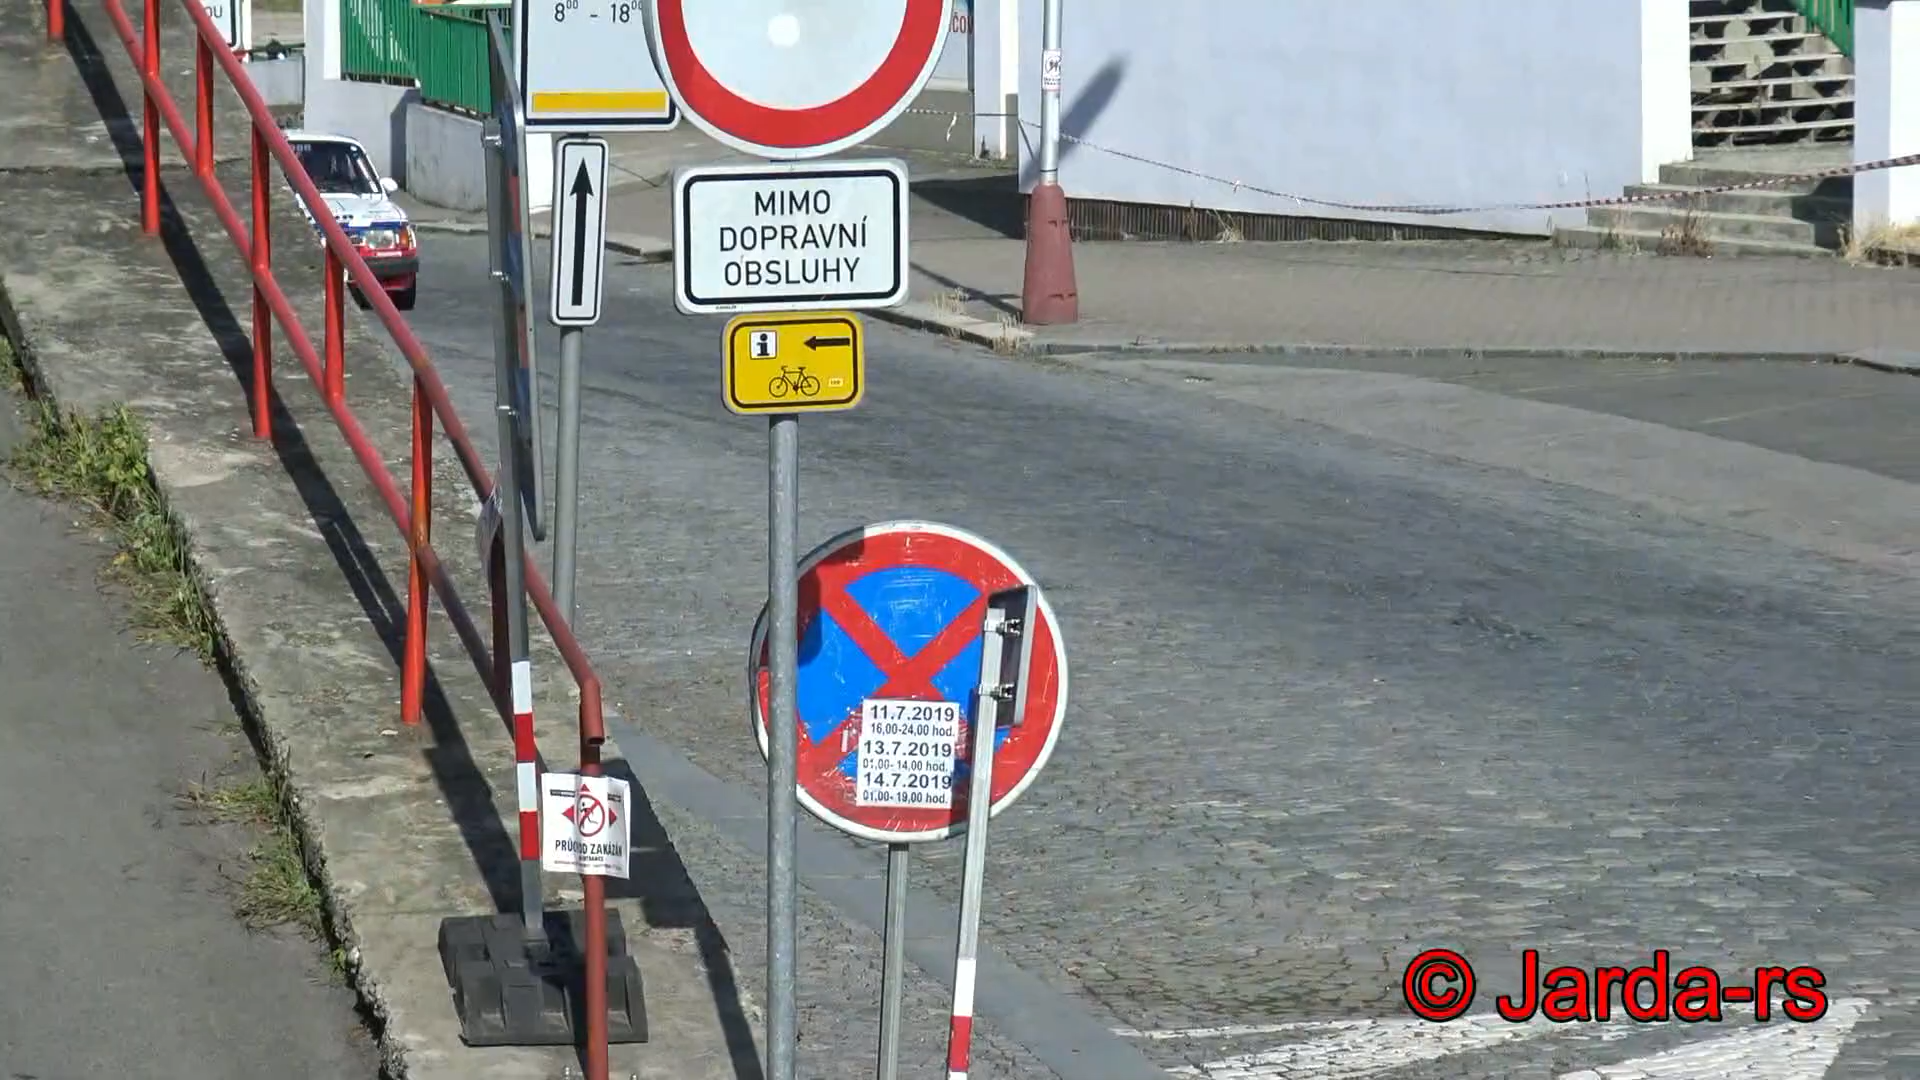 OU
8⁰⁰ - 18⁰⁰
MIMO
DOPRAVNÍ
OBSLUHY
i
11.7.2019
16,00-24,00 hod.
13.7.2019
01,00- 14,00 hod.
14.7.2019
01,00- 19,00 hod.
PRŮCHOD ZAKÁZÁN
© Jarda-rs